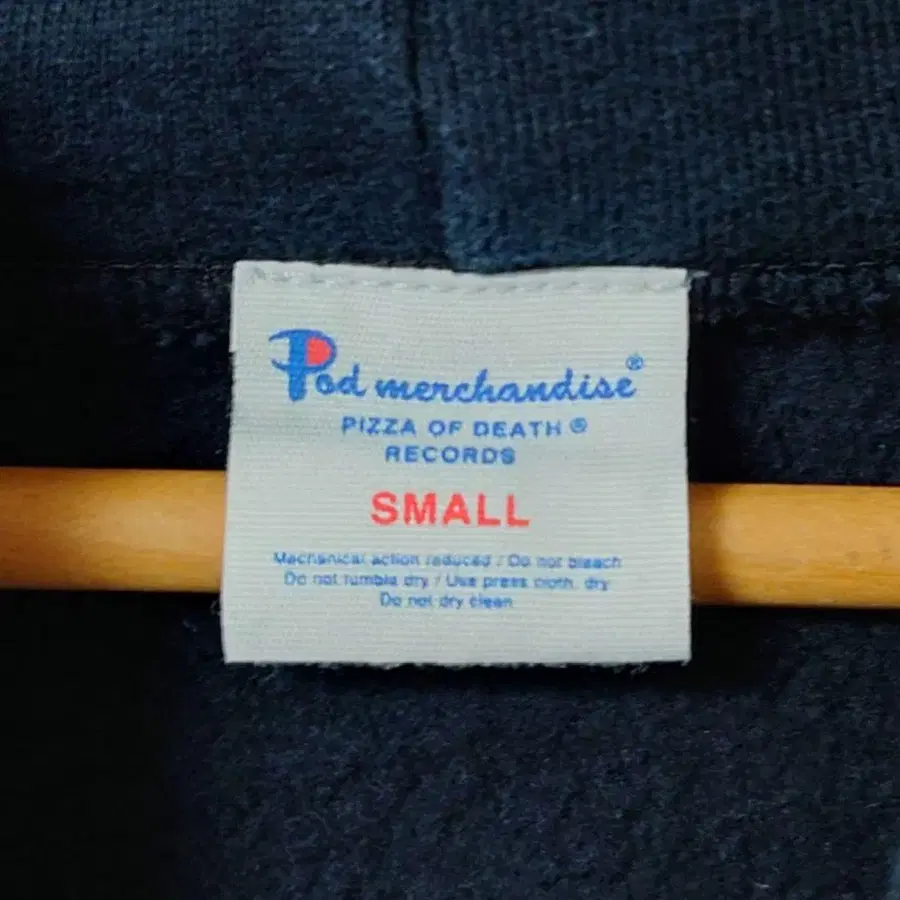 Pod merchandise®
PIZZA OF DEATH ®
RECORDS
SMALL
Mechanical action reduced / Do not bleach
Do not tumble dry / Use press cloth, dry
Do not dry clean